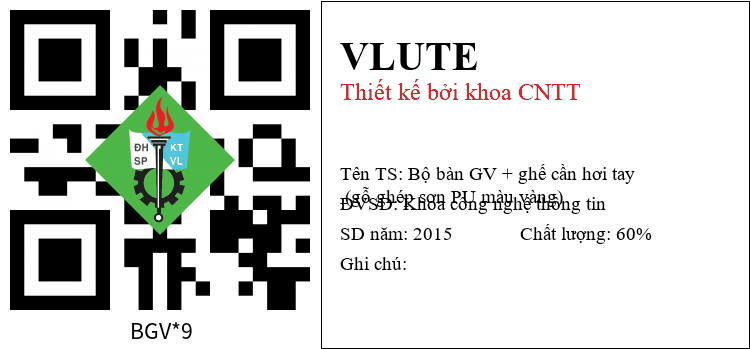 ĐH KT
SP VL
BGV*9
VLUTE
Thiết kế bởi khoa CNTT
Tên TS: Bộ bàn GV + ghế cần hơi tay
(gỗ ghép sơn PU màu vàng)
ĐVSD: Khoa công nghệ thông tin
SD năm: 2015 Chất lượng: 60%
Ghi chú: